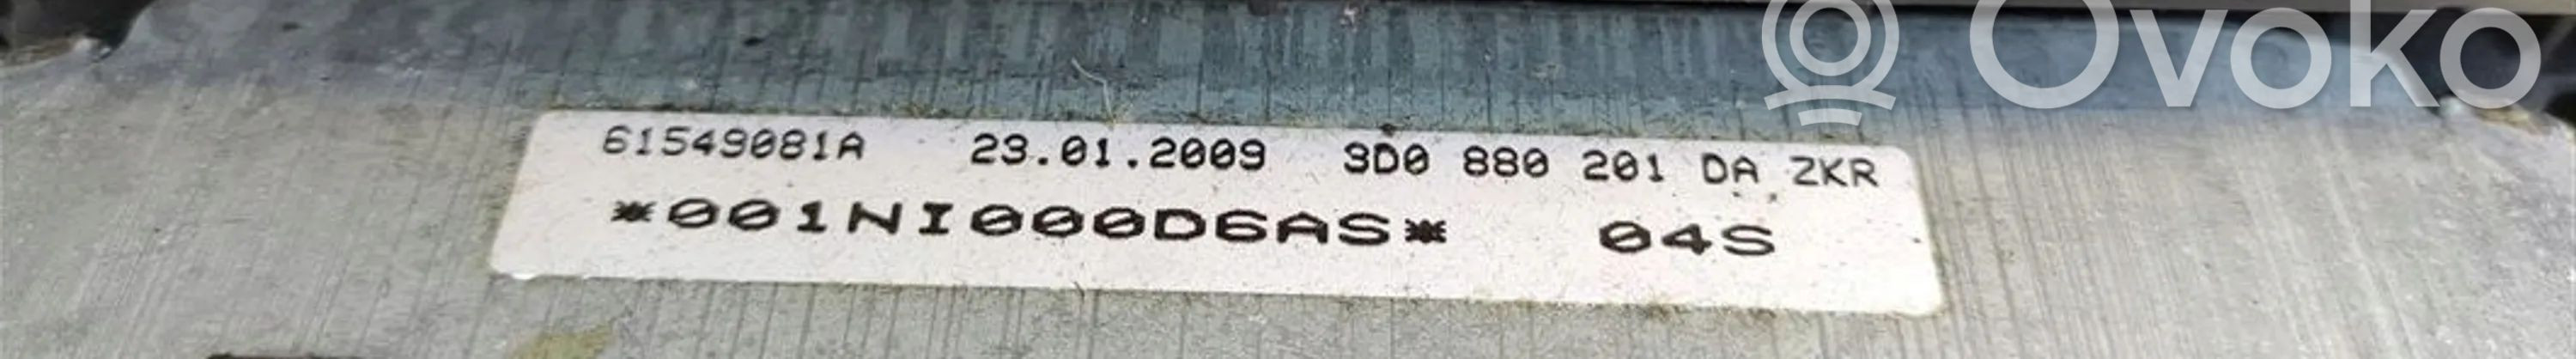 Ovoko
61549081A 23.01.2009 3D0 880 201 DA ZKR
*001NI000D6AS* 04S